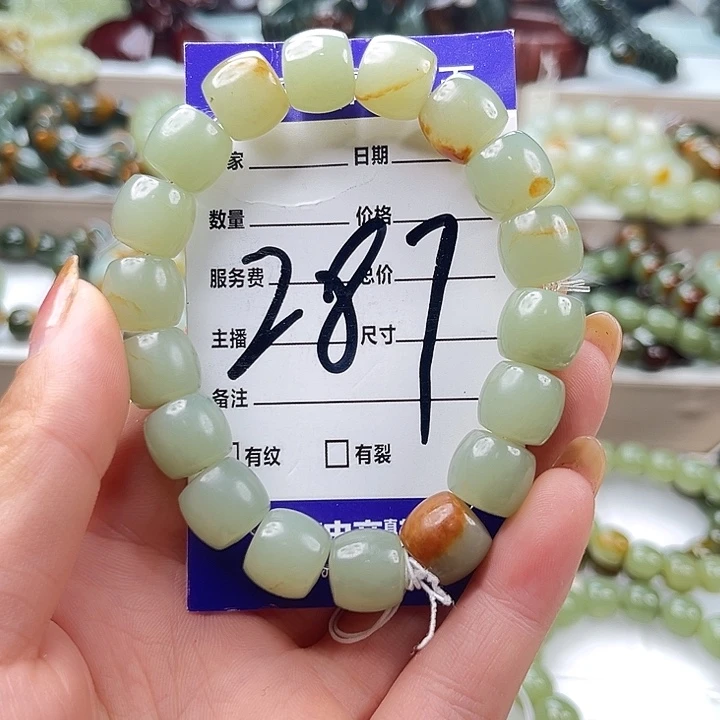 家 日期
数量 价格
服务费 总价
287
主播 尺寸
备注
有纹 有裂